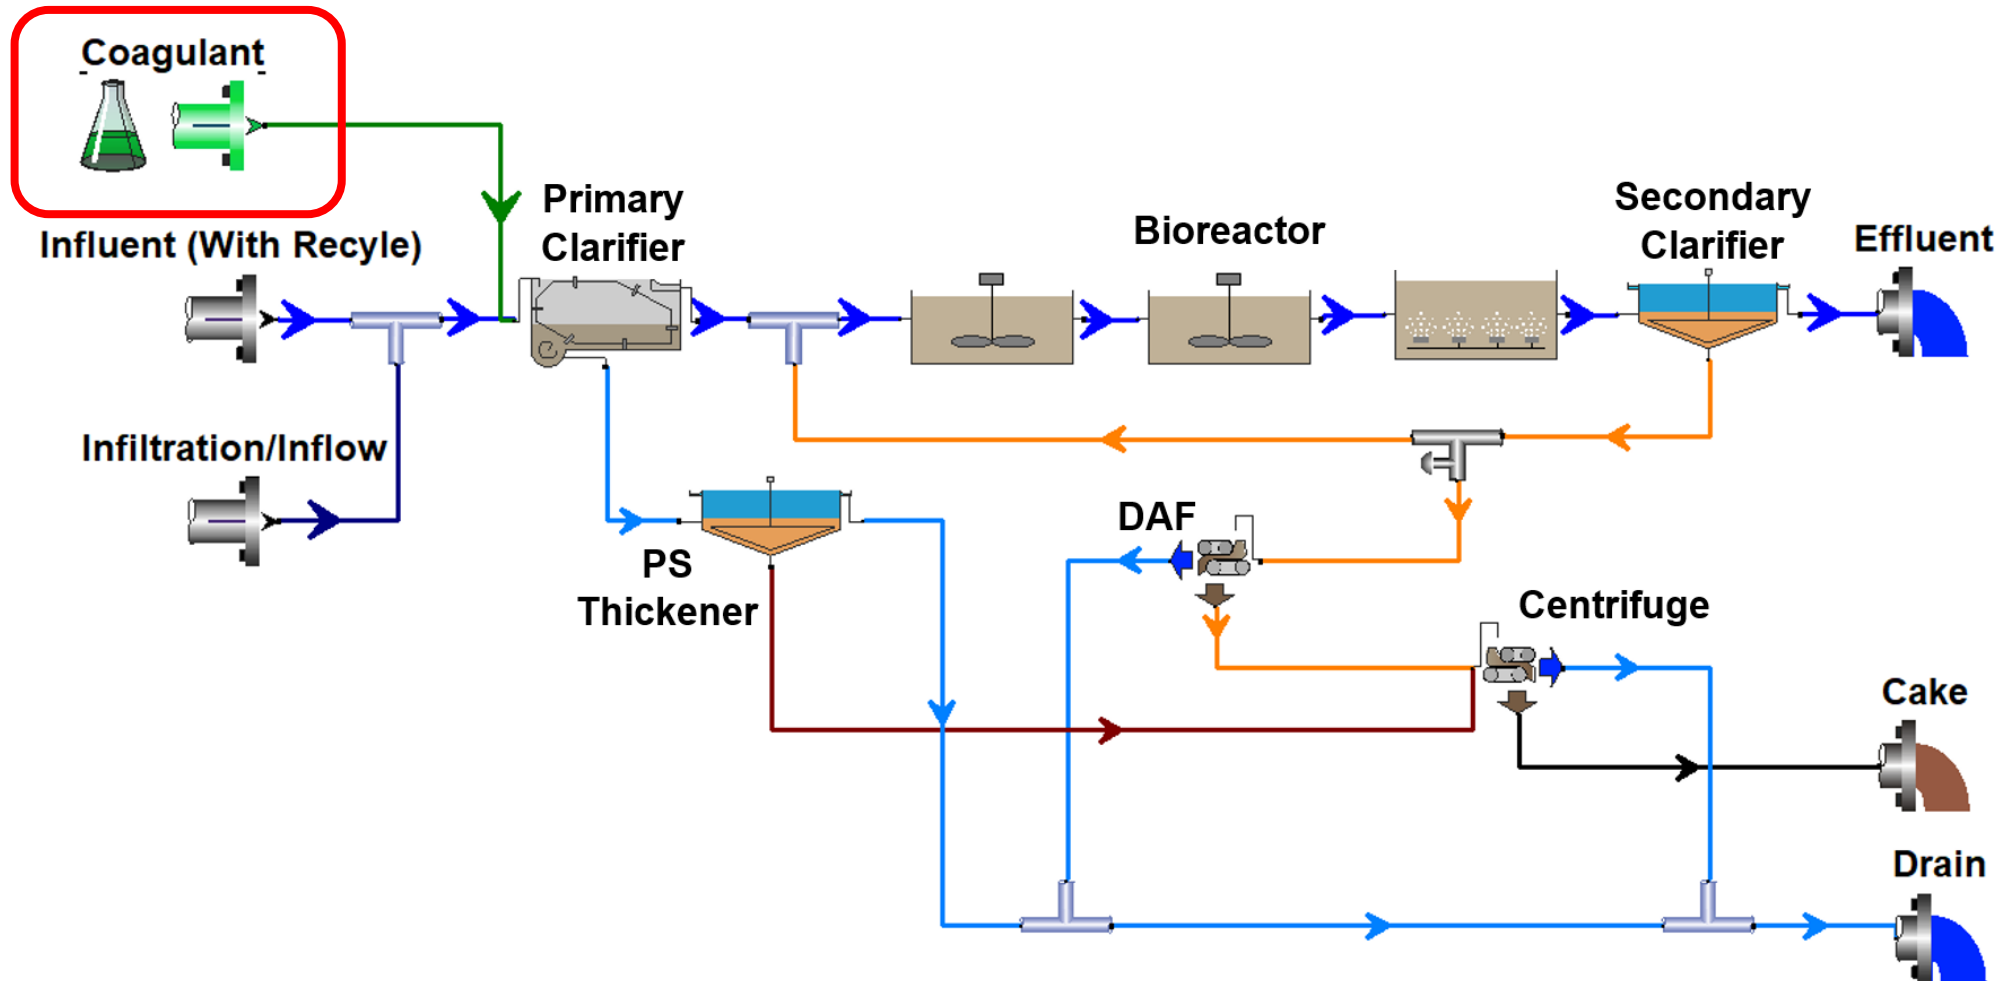 Coagulant
Primary
Clarifier
Influent (With Recyle)
Bioreactor
Secondary
Clarifier
Effluent
Infiltration/Inflow
PS
Thickener
DAF
Centrifuge
Cake
Drain